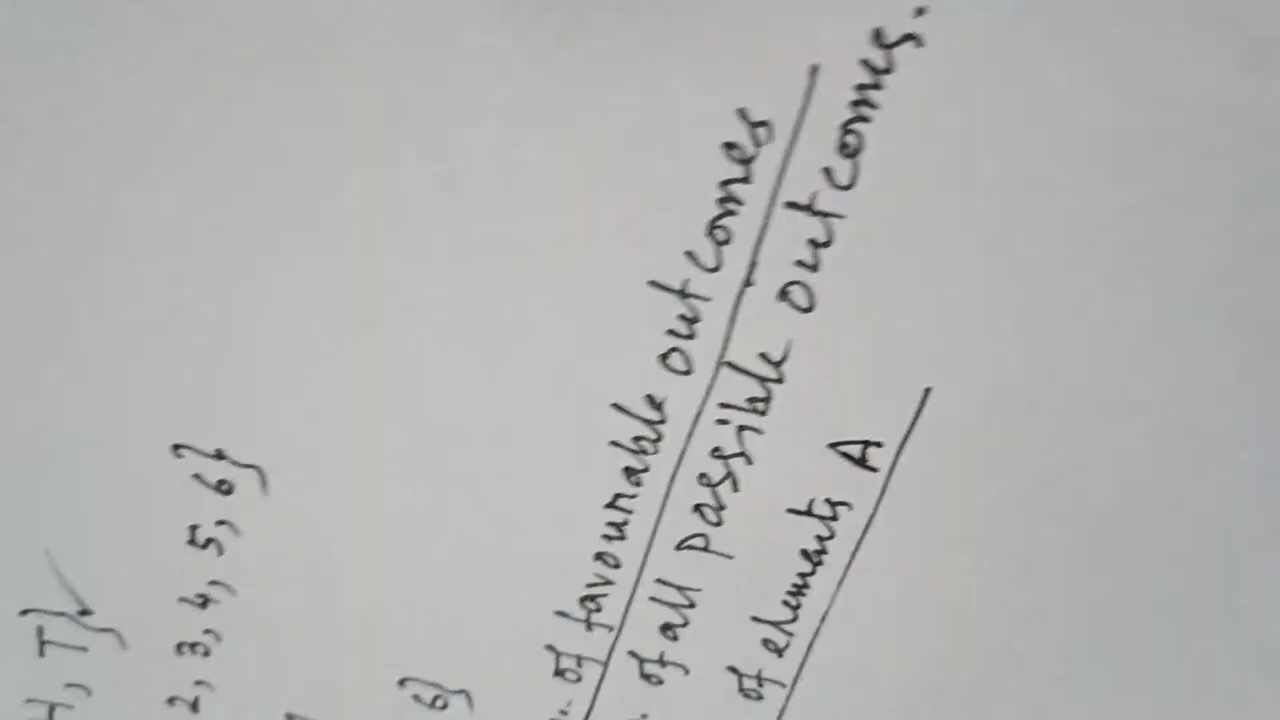 H, T}
2, 3, 4, 5, 6}
6}
of favourable outcomes
of all possible outcomes.
of elements A